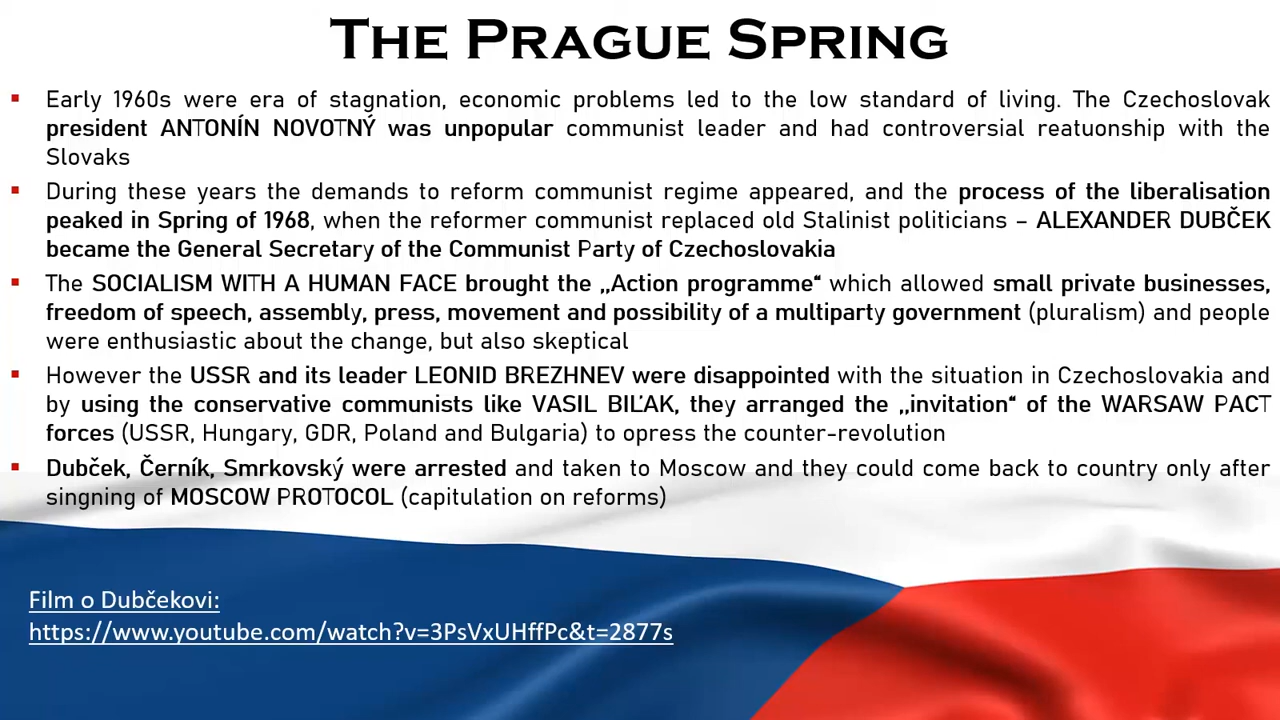 THE PRAGUE SPRING
▪ Early 1960s were era of stagnation, economic problems led to the low standard of living. The Czechoslovak
president ANTONÍN NOVOTNÝ was unpopular communist leader and had controversial reatuonship with the
Slovaks
▪ During these years the demands to reform communist regime appeared, and the process of the liberalisation
peaked in Spring of 1968, when the reformer communist replaced old Stalinist politicians – ALEXANDER DUBČEK
became the General Secretary of the Communist Party of Czechoslovakia
▪ The SOCIALISM WITH A HUMAN FACE brought the „Action programme“ which allowed small private businesses,
freedom of speech, assembly, press, movement and possibility of a multiparty government (pluralism) and people
were enthusiastic about the change, but also skeptical
▪ However the USSR and its leader LEONID BREZHNEV were disappointed with the situation in Czechoslovakia and
by using the conservative communists like VASIL BIĽAK, they arranged the „invitation“ of the WARSAW PACT
forces (USSR, Hungary, GDR, Poland and Bulgaria) to opress the counter-revolution
▪ Dubček, Černík, Smrkovský were arrested and taken to Moscow and they could come back to country only after
singning of MOSCOW PROTOCOL (capitulation on reforms)
Film o Dubčekovi:
https://www.youtube.com/watch?v=3PsVxUHffPc&t=2877s